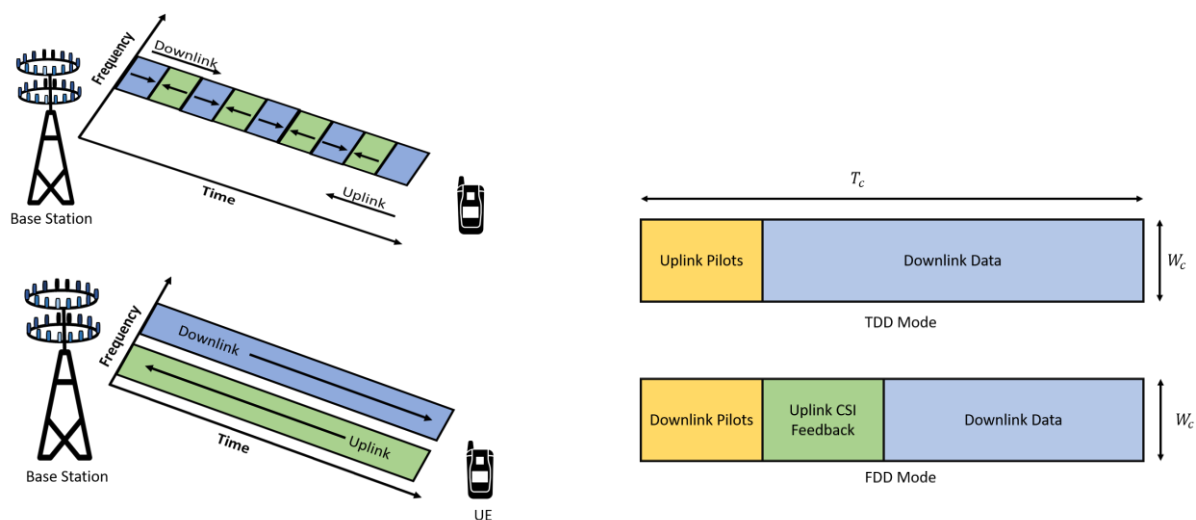 Frequency
Downlink
Time
Uplink
Base Station
Frequency
Downlink
Uplink
Time
Base Station
UE
T_c
Uplink Pilots
Downlink Data
W_c
TDD Mode
Downlink Pilots
Uplink CSI
Feedback
Downlink Data
W_c
FDD Mode